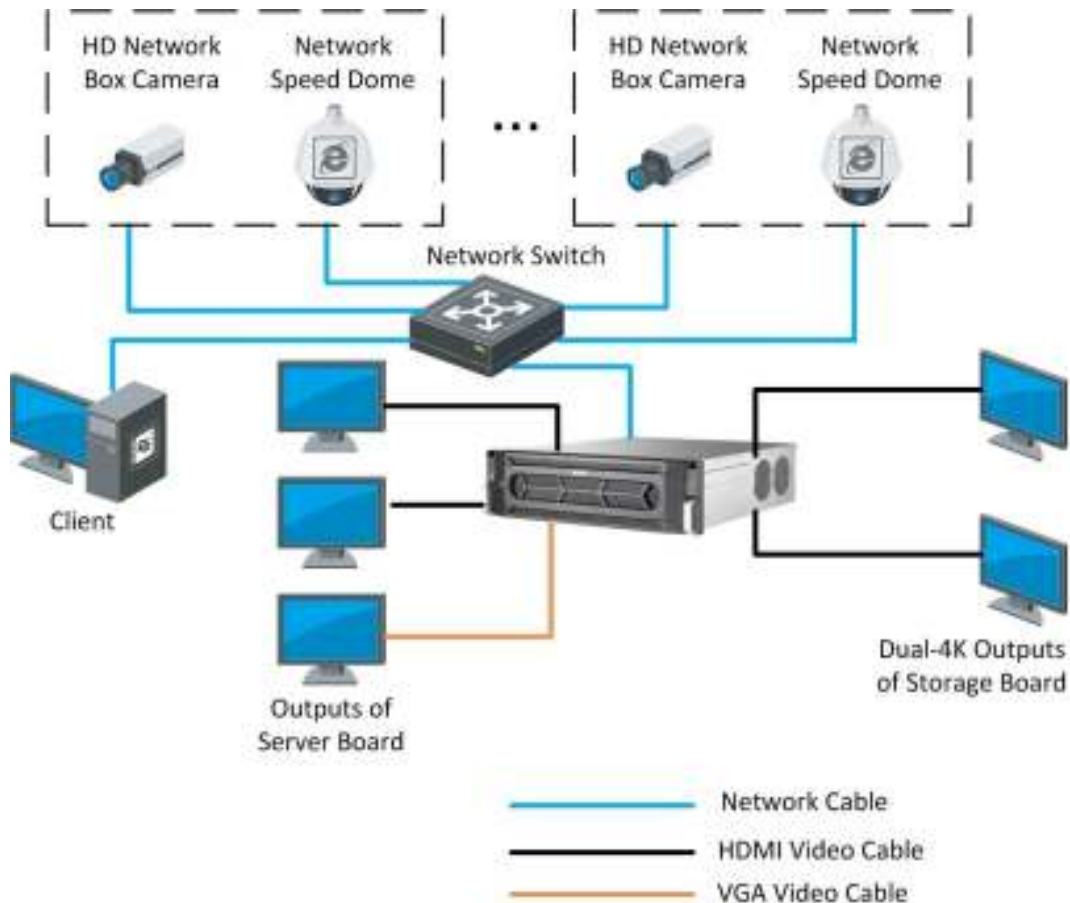 HD Network
Box Camera
Network
Speed Dome
...
HD Network
Box Camera
Network
Speed Dome
Network Switch
Client
Outputs of
Server Board
Dual-4K Outputs
of Storage Board
Network Cable
HDMI Video Cable
VGA Video Cable